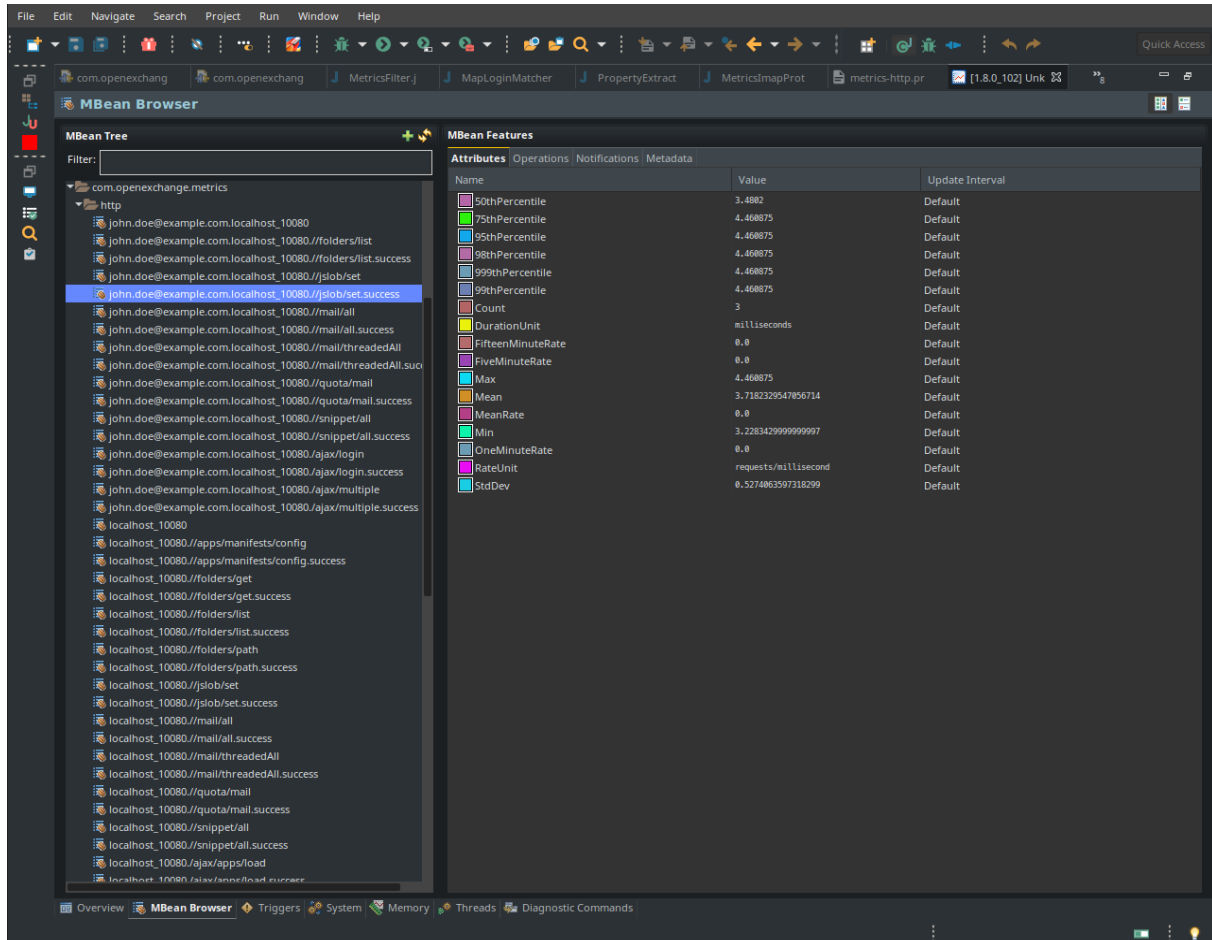 File Edit Navigate Search Project Run Window Help
Quick Access
com.openexchang com.openexchang MetricsFilter.j MapLoginMatcher PropertyExtract MetricsImapProt metrics-http.pr [1.8.0_102] Unk »8
MBean Browser
MBean Tree
Filter:
com.openexchange.metrics
http
john.doe@example.com.localhost_10080
john.doe@example.com.localhost_10080.//folders/list
john.doe@example.com.localhost_10080.//folders/list.success
john.doe@example.com.localhost_10080.//jslob/set
john.doe@example.com.localhost_10080.//jslob/set.success
john.doe@example.com.localhost_10080.//mail/all
john.doe@example.com.localhost_10080.//mail/all.success
john.doe@example.com.localhost_10080.//mail/threadedAll
john.doe@example.com.localhost_10080.//mail/threadedAll.suc
john.doe@example.com.localhost_10080.//quota/mail
john.doe@example.com.localhost_10080.//quota/mail.success
john.doe@example.com.localhost_10080.//snippet/all
john.doe@example.com.localhost_10080.//snippet/all.success
john.doe@example.com.localhost_10080./ajax/login
john.doe@example.com.localhost_10080./ajax/login.success
john.doe@example.com.localhost_10080./ajax/multiple
john.doe@example.com.localhost_10080./ajax/multiple.success
localhost_10080
localhost_10080.//apps/manifests/config
localhost_10080.//apps/manifests/config.success
localhost_10080.//folders/get
localhost_10080.//folders/get.success
localhost_10080.//folders/list
localhost_10080.//folders/list.success
localhost_10080.//folders/path
localhost_10080.//folders/path.success
localhost_10080.//jslob/set
localhost_10080.//jslob/set.success
localhost_10080.//mail/all
localhost_10080.//mail/all.success
localhost_10080.//mail/threadedAll
localhost_10080.//mail/threadedAll.success
localhost_10080.//quota/mail
localhost_10080.//quota/mail.success
localhost_10080.//snippet/all
localhost_10080.//snippet/all.success
localhost_10080./ajax/apps/load
localhost_10080./ajax/apps/load.success
MBean Features
Attributes Operations Notifications Metadata
Name Value Update Interval
50thPercentile 3.4802 Default
75thPercentile 4.460875 Default
95thPercentile 4.460875 Default
98thPercentile 4.460875 Default
999thPercentile 4.460875 Default
99thPercentile 4.460875 Default
Count 3 Default
DurationUnit milliseconds Default
FifteenMinuteRate 0.0 Default
FiveMinuteRate 0.0 Default
Max 4.460875 Default
Mean 3.7182329547056714 Default
MeanRate 0.0 Default
Min 3.2283429999999997 Default
OneMinuteRate 0.0 Default
RateUnit requests/millisecond Default
StdDev 0.5274063597318299 Default
Overview MBean Browser Triggers System Memory Threads Diagnostic Commands